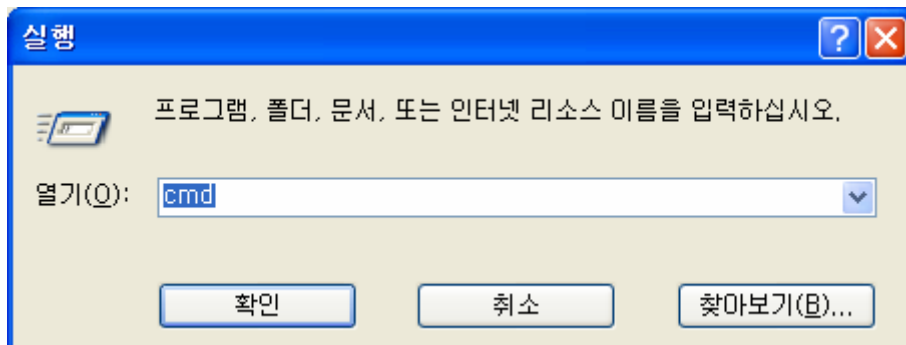 실행
프로그램, 폴더, 문서, 또는 인터넷 리소스 이름을 입력하십시오.
열기(O): cmd
확인 취소 찾아보기(B)...